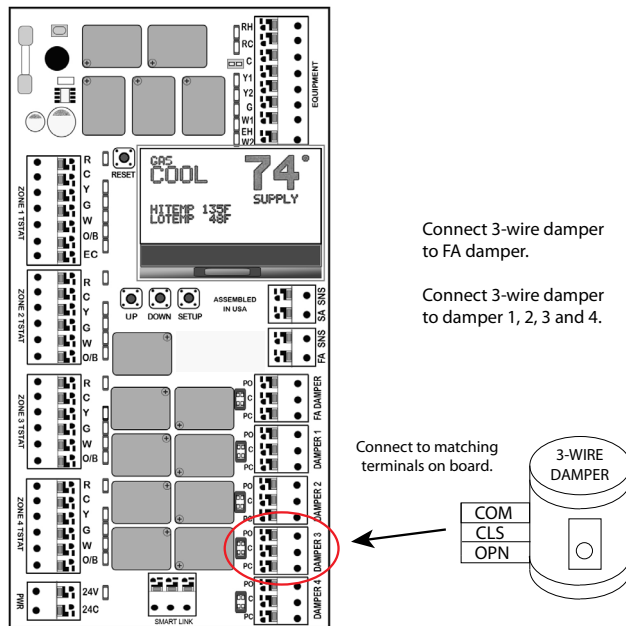 RH
RC
C
Y1
Y2
G
W1
EH
W2
EQUIPMENT
ZONE 1 TSTAT
R
C
Y
G
W
O/B
EC
RESET
GAS
COOL
74°
SUPPLY
HITEMP 135F
LOTEMP 48F
UP
DOWN
SETUP
ASSEMBLED
IN USA
SA SNS
FA SNS
ZONE 2 TSTAT
R
C
Y
G
W
O/B
ZONE 3 TSTAT
R
C
Y
G
W
O/B
ZONE 4 TSTAT
R
C
Y
G
W
O/B
PWR
24V
24C
SMART LINK
PO
C
PC
FA DAMPER
PO
C
PC
DAMPER 1
PO
C
PC
DAMPER 2
PO
C
PC
DAMPER 3
PO
C
PC
DAMPER 4
Connect 3-wire damper
to FA damper.
Connect 3-wire damper
to damper 1, 2, 3 and 4.
Connect to matching
terminals on board.
COM
CLS
OPN
3-WIRE
DAMPER